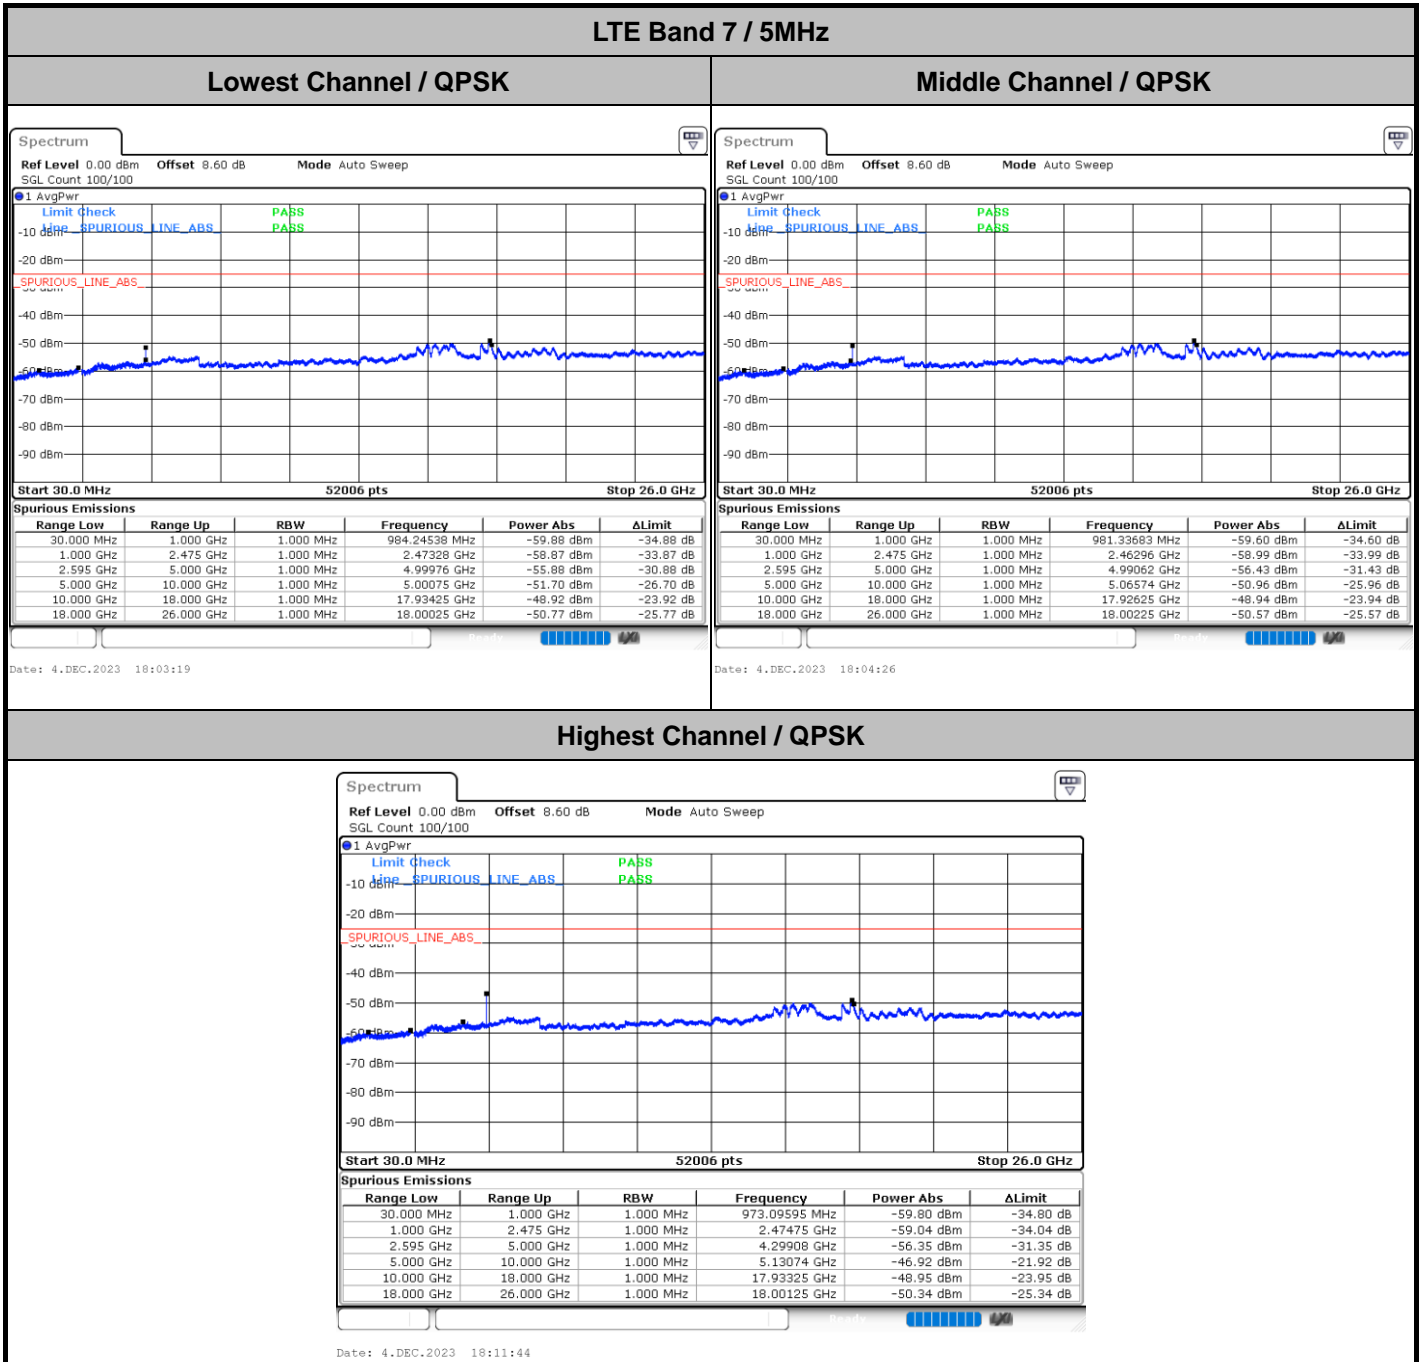 LTE Band 7 / 5MHz
Lowest Channel / QPSK
Middle Channel / QPSK
Spectrum
Ref Level 0.00 dBm Offset 8.60 dB Mode Auto Sweep
SGL Count 100/100
1 AvgPwr
Limit Check PASS
Line _SPURIOUS_LINE_ABS_ PASS
-10 dBm
-20 dBm
_SPURIOUS_LINE_ABS_
-40 dBm
-50 dBm
-60 dBm
-70 dBm
-80 dBm
-90 dBm
Start 30.0 MHz 52006 pts Stop 26.0 GHz
Spurious Emissions
Range Low Range Up RBW Frequency Power Abs ΔLimit
30.000 MHz 1.000 GHz 1.000 MHz 984.24538 MHz -59.88 dBm -34.88 dB
1.000 GHz 2.475 GHz 1.000 MHz 2.47328 GHz -58.87 dBm -33.87 dB
2.595 GHz 5.000 GHz 1.000 MHz 4.99976 GHz -55.88 dBm -30.88 dB
5.000 GHz 10.000 GHz 1.000 MHz 5.00075 GHz -51.70 dBm -26.70 dB
10.000 GHz 18.000 GHz 1.000 MHz 17.93425 GHz -48.92 dBm -23.92 dB
18.000 GHz 26.000 GHz 1.000 MHz 18.00025 GHz -50.77 dBm -25.77 dB
Ready
Date: 4.DEC.2023 18:03:19
Spectrum
Ref Level 0.00 dBm Offset 8.60 dB Mode Auto Sweep
SGL Count 100/100
1 AvgPwr
Limit Check PASS
Line _SPURIOUS_LINE_ABS_ PASS
-10 dBm
-20 dBm
_SPURIOUS_LINE_ABS_
-40 dBm
-50 dBm
-60 dBm
-70 dBm
-80 dBm
-90 dBm
Start 30.0 MHz 52006 pts Stop 26.0 GHz
Spurious Emissions
Range Low Range Up RBW Frequency Power Abs ΔLimit
30.000 MHz 1.000 GHz 1.000 MHz 981.33683 MHz -59.60 dBm -34.60 dB
1.000 GHz 2.475 GHz 1.000 MHz 2.46296 GHz -58.99 dBm -33.99 dB
2.595 GHz 5.000 GHz 1.000 MHz 4.99062 GHz -56.43 dBm -31.43 dB
5.000 GHz 10.000 GHz 1.000 MHz 5.06574 GHz -50.96 dBm -25.96 dB
10.000 GHz 18.000 GHz 1.000 MHz 17.92625 GHz -48.94 dBm -23.94 dB
18.000 GHz 26.000 GHz 1.000 MHz 18.00225 GHz -50.57 dBm -25.57 dB
Ready
Date: 4.DEC.2023 18:04:26
Highest Channel / QPSK
Spectrum
Ref Level 0.00 dBm Offset 8.60 dB Mode Auto Sweep
SGL Count 100/100
1 AvgPwr
Limit Check PASS
Line _SPURIOUS_LINE_ABS_ PASS
-10 dBm
-20 dBm
_SPURIOUS_LINE_ABS_
-40 dBm
-50 dBm
-60 dBm
-70 dBm
-80 dBm
-90 dBm
Start 30.0 MHz 52006 pts Stop 26.0 GHz
Spurious Emissions
Range Low Range Up RBW Frequency Power Abs ΔLimit
30.000 MHz 1.000 GHz 1.000 MHz 973.09595 MHz -59.80 dBm -34.80 dB
1.000 GHz 2.475 GHz 1.000 MHz 2.47475 GHz -59.04 dBm -34.04 dB
2.595 GHz 5.000 GHz 1.000 MHz 4.29908 GHz -56.35 dBm -31.35 dB
5.000 GHz 10.000 GHz 1.000 MHz 5.13074 GHz -46.92 dBm -21.92 dB
10.000 GHz 18.000 GHz 1.000 MHz 17.93325 GHz -48.95 dBm -23.95 dB
18.000 GHz 26.000 GHz 1.000 MHz 18.00125 GHz -50.34 dBm -25.34 dB
Ready
Date: 4.DEC.2023 18:11:44